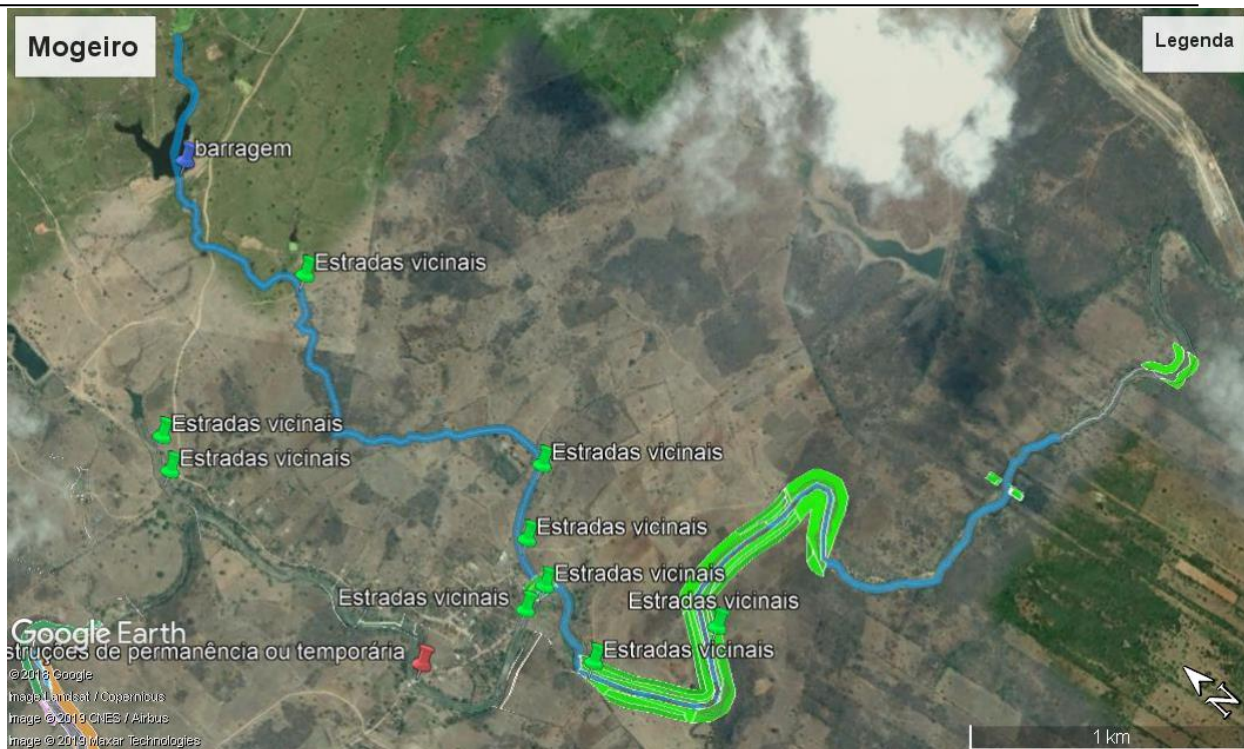 Mogeiro
Legenda
barragem
Estradas vicinais
Estradas vicinais
Estradas vicinais
Estradas vicinais
Estradas vicinais
Estradas vicinais
Estradas vicinais
Estradas vicinais
Estradas vicinais
Google Earth
struções de permanência ou temporária
© 2018 Google
Image Landsat / Copernicus
Image © 2019 CNES / Airbus
Image © 2019 Maxar Technologies
N
1 km